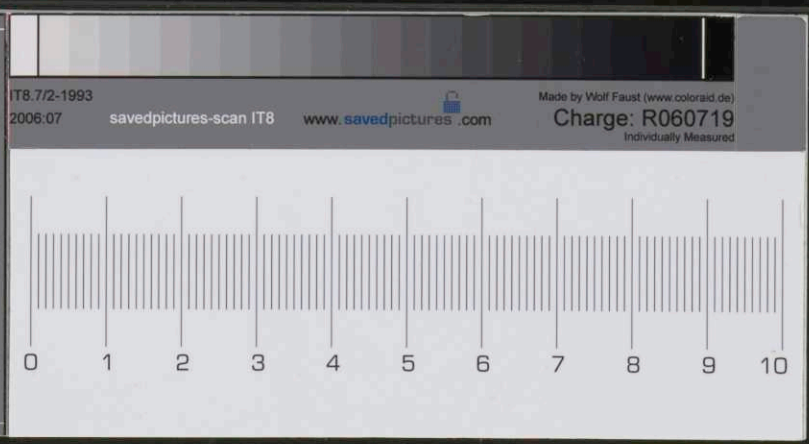 IT8.7/2-1993
2006:07 savedpictures-scan IT8 www.savedpictures.com
Made by Wolf Faust (www.coloraid.de)
Charge: R060719
Individually Measured
0 1 2 3 4 5 6 7 8 9 10